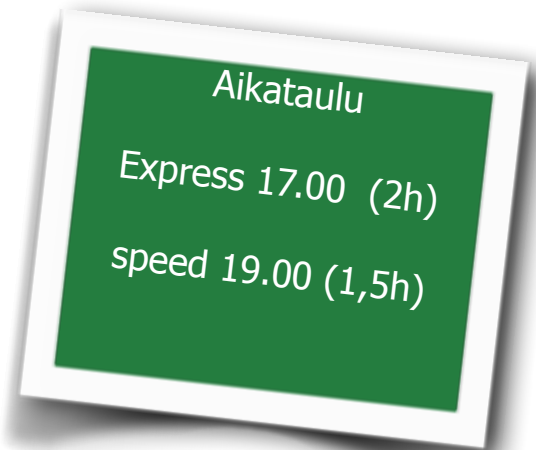 Aikataulu
Express 17.00 (2h)
speed 19.00 (1,5h)